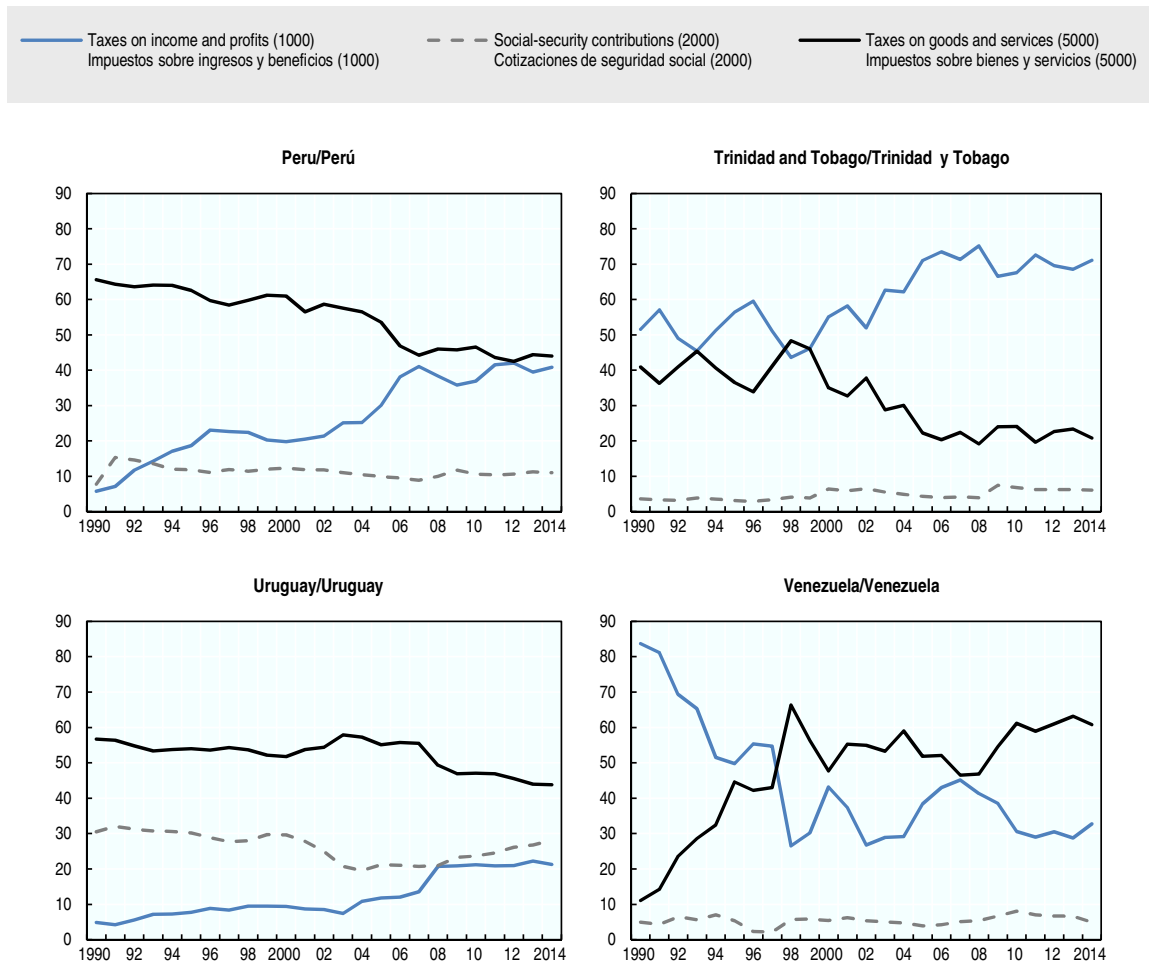 Taxes on income and profits (1000)
Impuestos sobre ingresos y beneficios (1000)
Social-security contributions (2000)
Cotizaciones de seguridad social (2000)
Taxes on goods and services (5000)
Impuestos sobre bienes y servicios (5000)
Peru/Perú
90
80
70
60
50
40
30
20
10
0
1990 92 94 96 98 2000 02 04 06 08 10 12 2014
Trinidad and Tobago/Trinidad y Tobago
90
80
70
60
50
40
30
20
10
0
1990 92 94 96 98 2000 02 04 06 08 10 12 2014
Uruguay/Uruguay
90
80
70
60
50
40
30
20
10
0
1990 92 94 96 98 2000 02 04 06 08 10 12 2014
Venezuela/Venezuela
90
80
70
60
50
40
30
20
10
0
1990 92 94 96 98 2000 02 04 06 08 10 12 2014